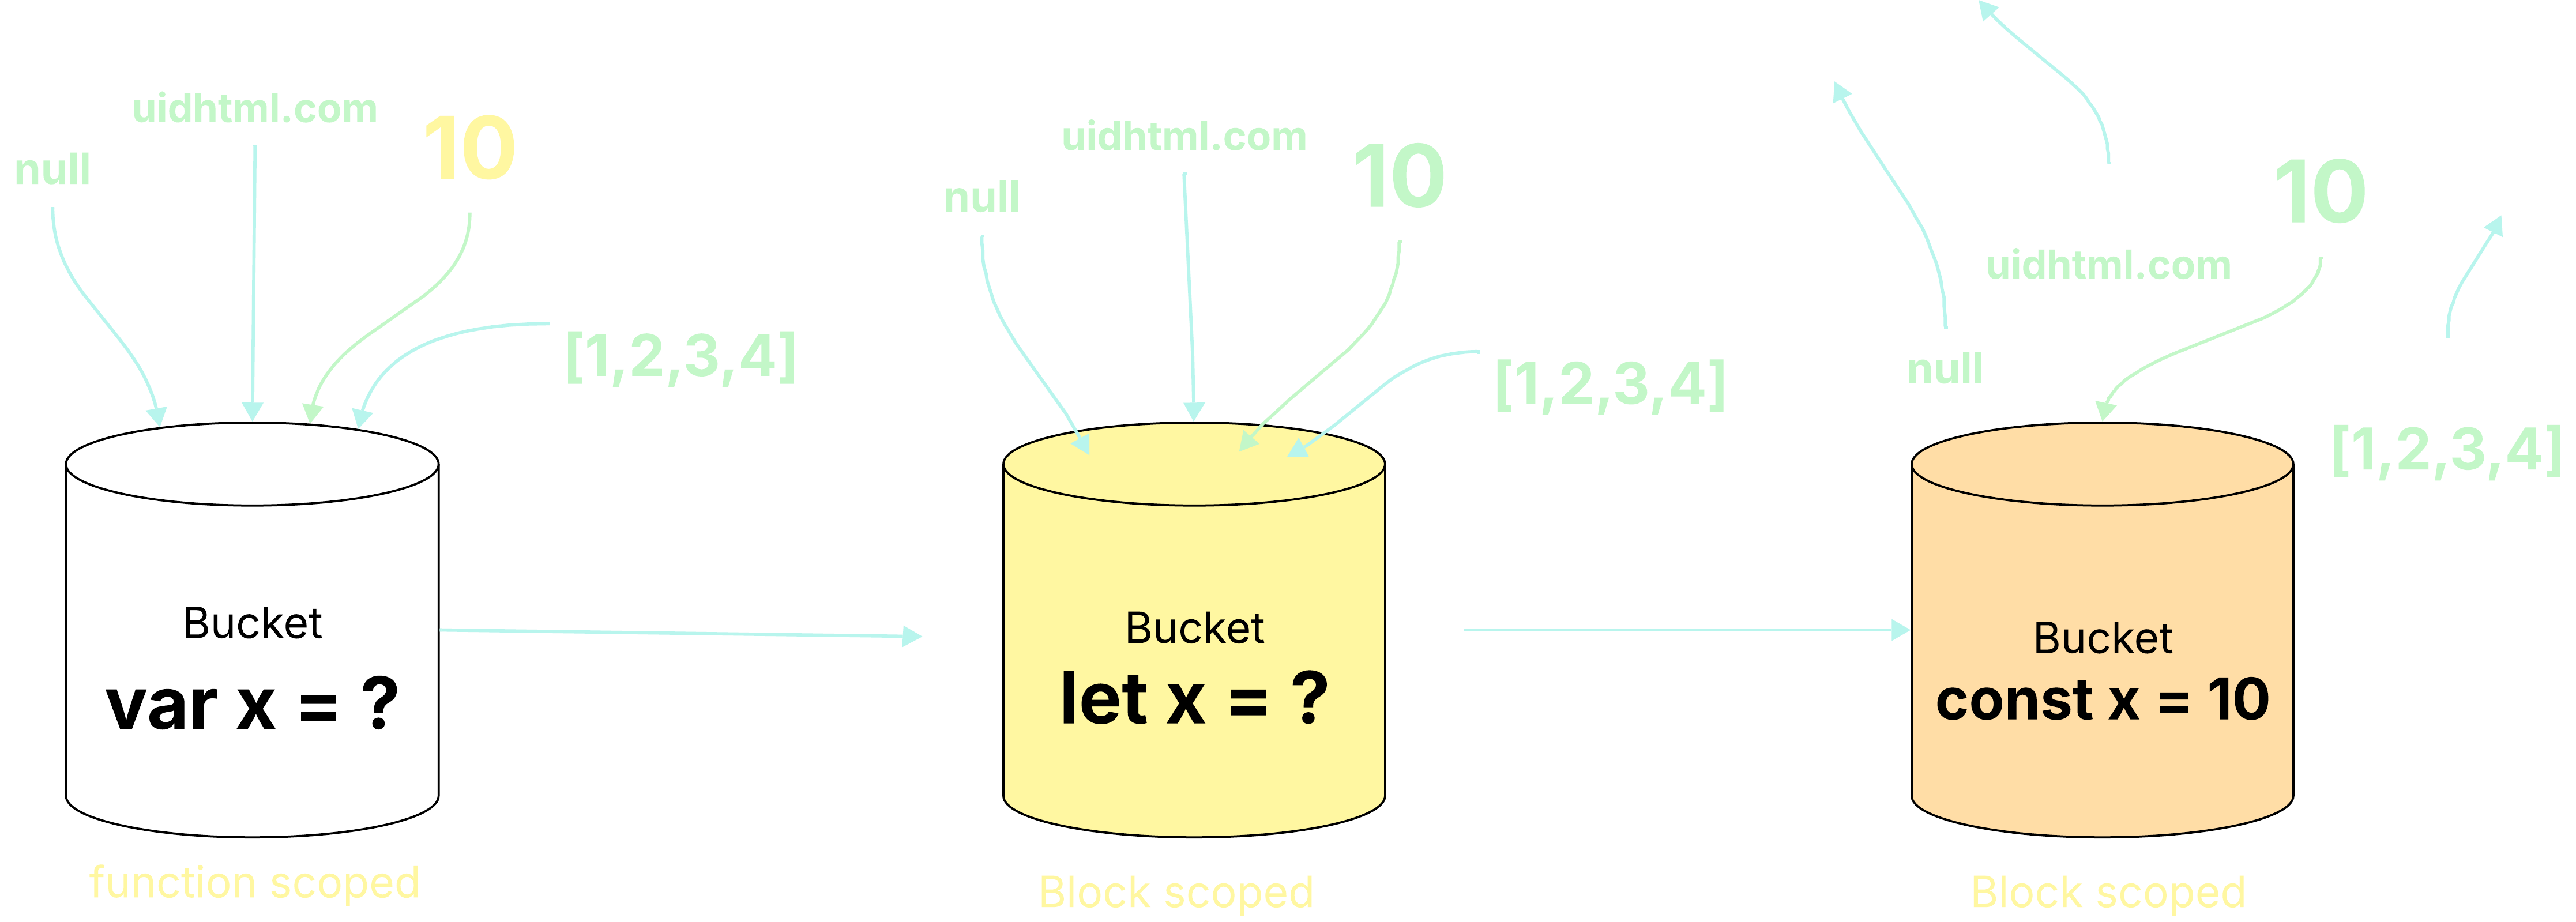 uidhtml.com
10
null
[1,2,3,4]
Bucket
var x = ?
function scoped
uidhtml.com
10
null
[1,2,3,4]
Bucket
let x = ?
Block scoped
10
uidhtml.com
null
[1,2,3,4]
Bucket
const x = 10
Block scoped